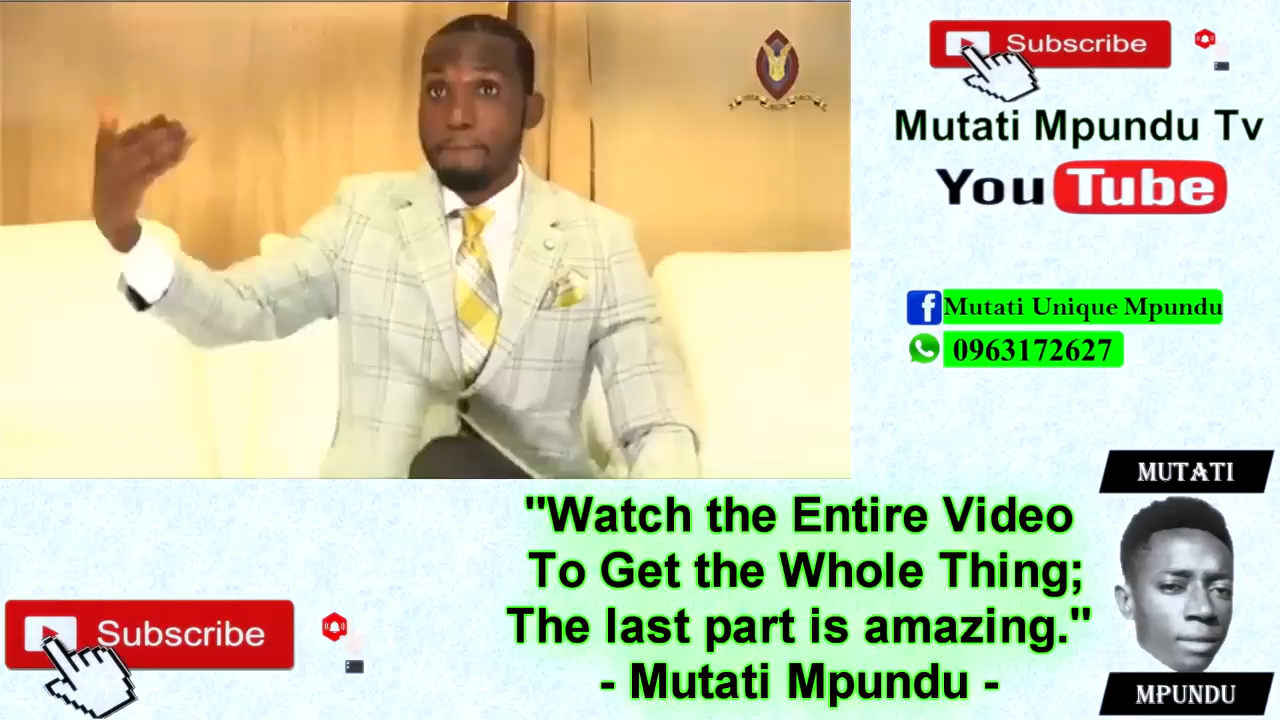 Subscribe
Mutati Mpundu Tv
YouTube
Mutati Unique Mpundu
0963172627
MUTATI
"Watch the Entire Video
To Get the Whole Thing;
The last part is amazing."
- Mutati Mpundu -
Subscribe
MPUNDU